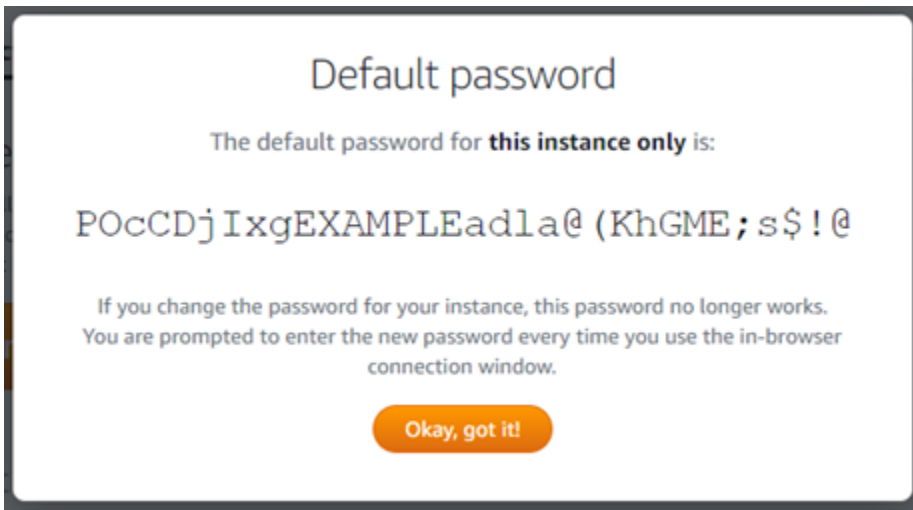 Default password
The default password for this instance only is:
POcCDjIxgEXAMPLEadla@(KhGME;s$!@
If you change the password for your instance, this password no longer works.
You are prompted to enter the new password every time you use the in-browser
connection window.
Okay, got it!